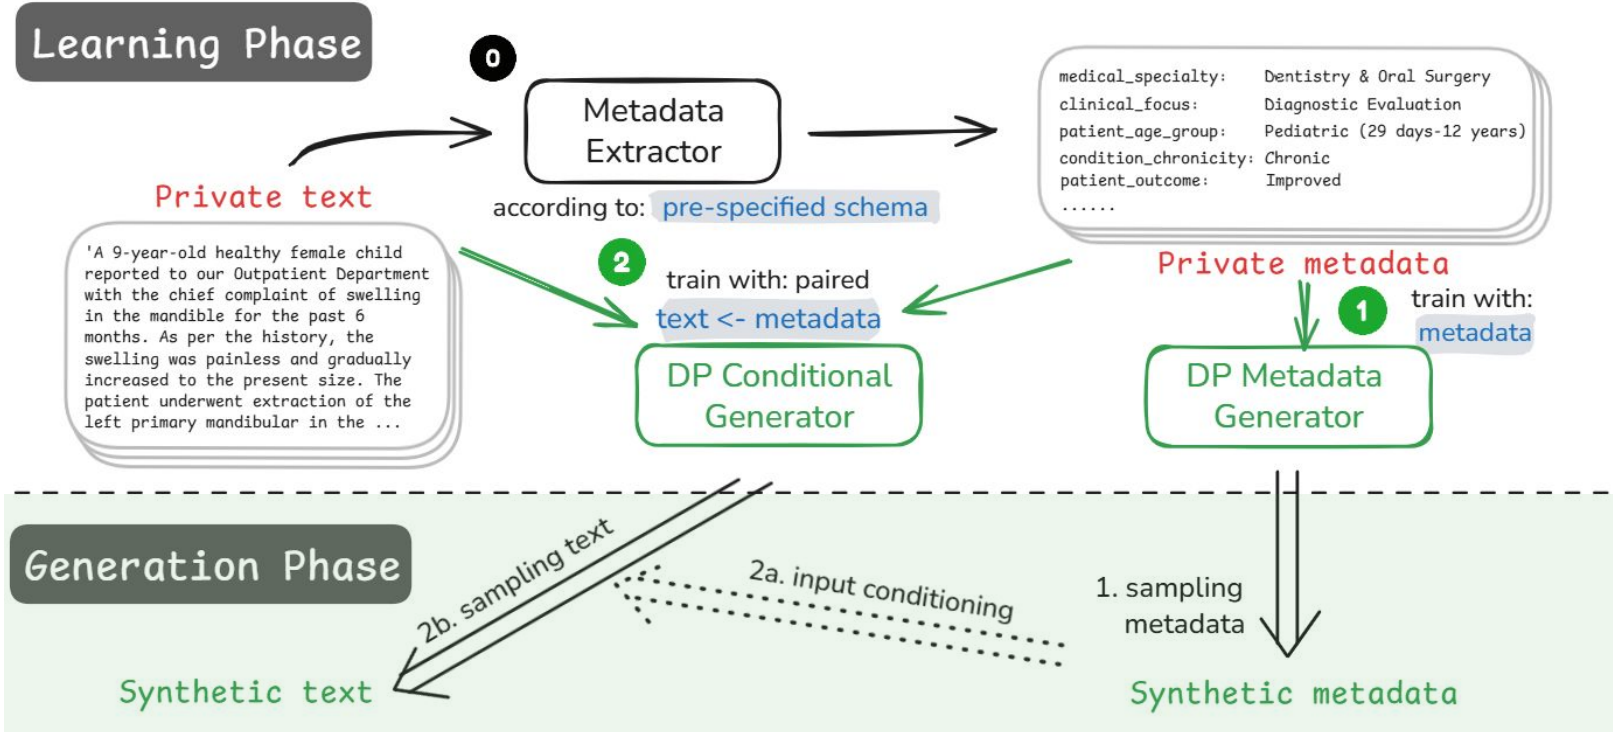 Learning Phase
0
Metadata
Extractor
according to: pre-specified schema
medical_specialty: Dentistry & Oral Surgery
clinical_focus: Diagnostic Evaluation
patient_age_group: Pediatric (29 days-12 years)
condition_chronicity: Chronic
patient_outcome: Improved
......
Private text
'A 9-year-old healthy female child
reported to our Outpatient Department
with the chief complaint of swelling
in the mandible for the past 6
months. As per the history, the
swelling was painless and gradually
increased to the present size. The
patient underwent extraction of the
left primary mandibular in the ...
2
train with: paired
text <- metadata
DP Conditional
Generator
Private metadata
1
train with:
metadata
DP Metadata
Generator
Generation Phase
2b. sampling text
2a. input conditioning
1. sampling
metadata
Synthetic text
Synthetic metadata